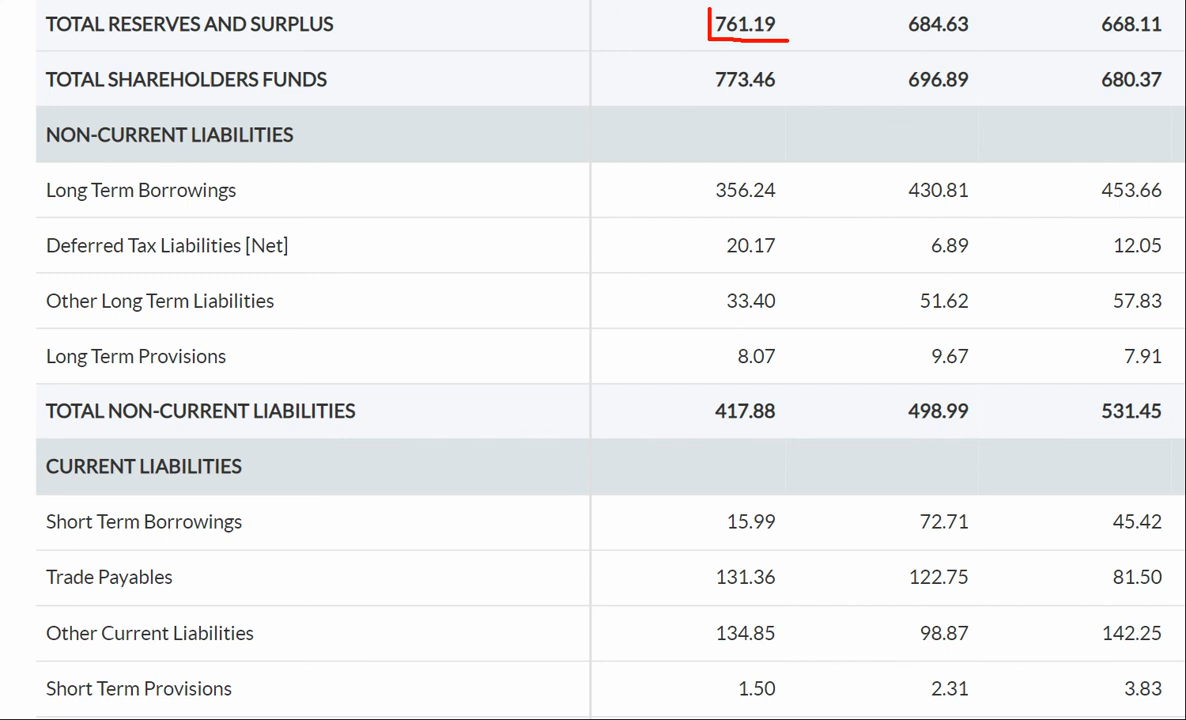 TOTAL RESERVES AND SURPLUS 761.19 684.63 668.11
TOTAL SHAREHOLDERS FUNDS 773.46 696.89 680.37
NON-CURRENT LIABILITIES
Long Term Borrowings 356.24 430.81 453.66
Deferred Tax Liabilities [Net] 20.17 6.89 12.05
Other Long Term Liabilities 33.40 51.62 57.83
Long Term Provisions 8.07 9.67 7.91
TOTAL NON-CURRENT LIABILITIES 417.88 498.99 531.45
CURRENT LIABILITIES
Short Term Borrowings 15.99 72.71 45.42
Trade Payables 131.36 122.75 81.50
Other Current Liabilities 134.85 98.87 142.25
Short Term Provisions 1.50 2.31 3.83